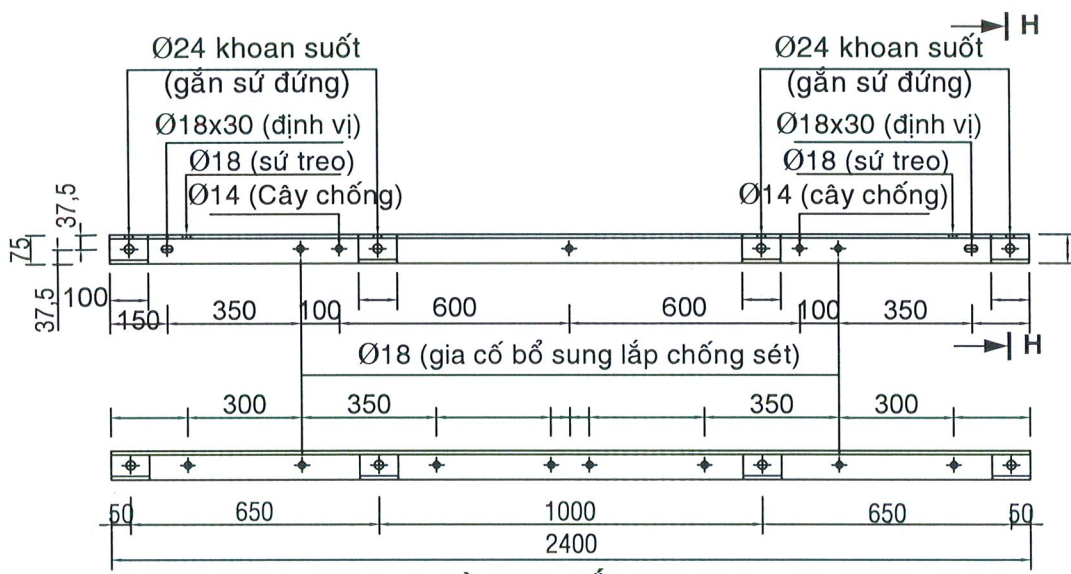 H
Ø24 khoan suốt Ø24 khoan suốt
(gắn sứ đứng) (gắn sứ đứng)
Ø18x30 (định vị) Ø18x30 (định vị)
Ø18 (sứ treo) Ø18 (sứ treo)
Ø14 (Cây chống) Ø14 (cây chống)
37,5
75
37,5
100
150 350 100 600 600 100 350
H
Ø18 (gia cố bổ sung lắp chống sét)
300 350 350 300
50 650 1000 650 50
2400